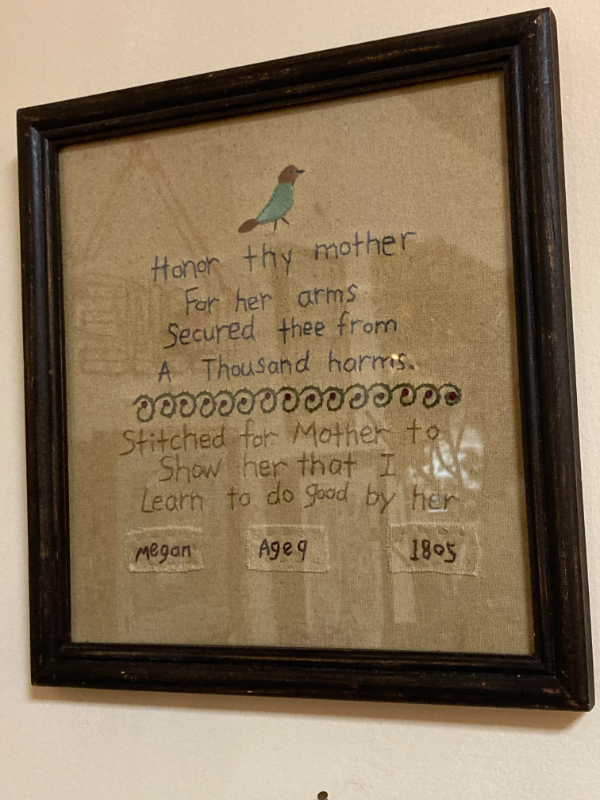 Honor thy mother
For her arms
Secured thee from
A Thousand harms.
Stitched for Mother to
Show her that I
Learn to do good by her
Megan Age 9 1805